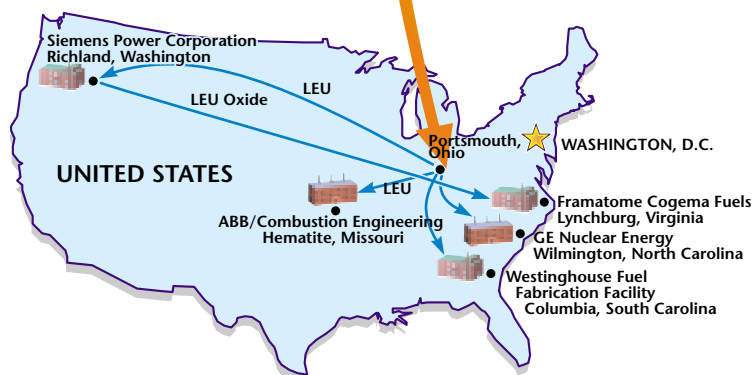 Siemens Power Corporation
Richland, Washington
LEU
LEU Oxide
Portsmouth,
Ohio
WASHINGTON, D.C.
UNITED STATES
LEU
ABB/Combustion Engineering
Hematite, Missouri
Framatome Cogema Fuels
Lynchburg, Virginia
GE Nuclear Energy
Wilmington, North Carolina
Westinghouse Fuel
Fabrication Facility
Columbia, South Carolina